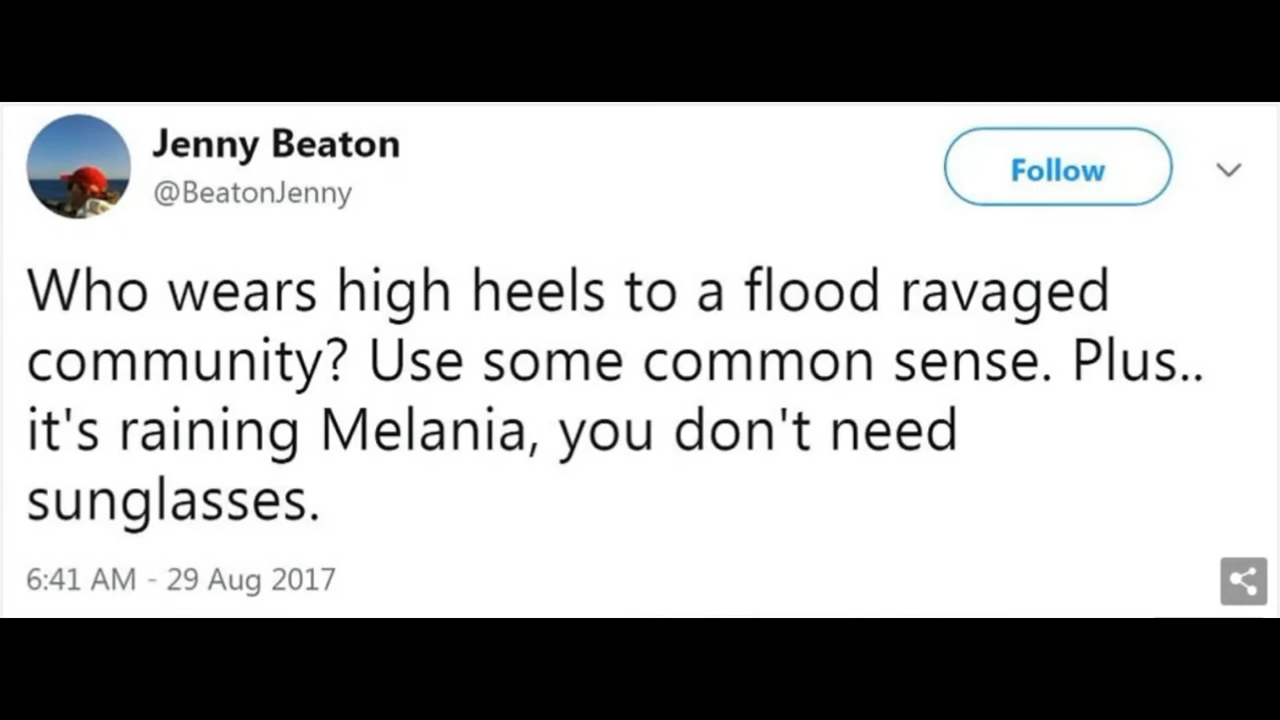 Jenny Beaton
@BeatonJenny
Follow
Who wears high heels to a flood ravaged
community? Use some common sense. Plus..
it's raining Melania, you don't need
sunglasses.
6:41 AM - 29 Aug 2017